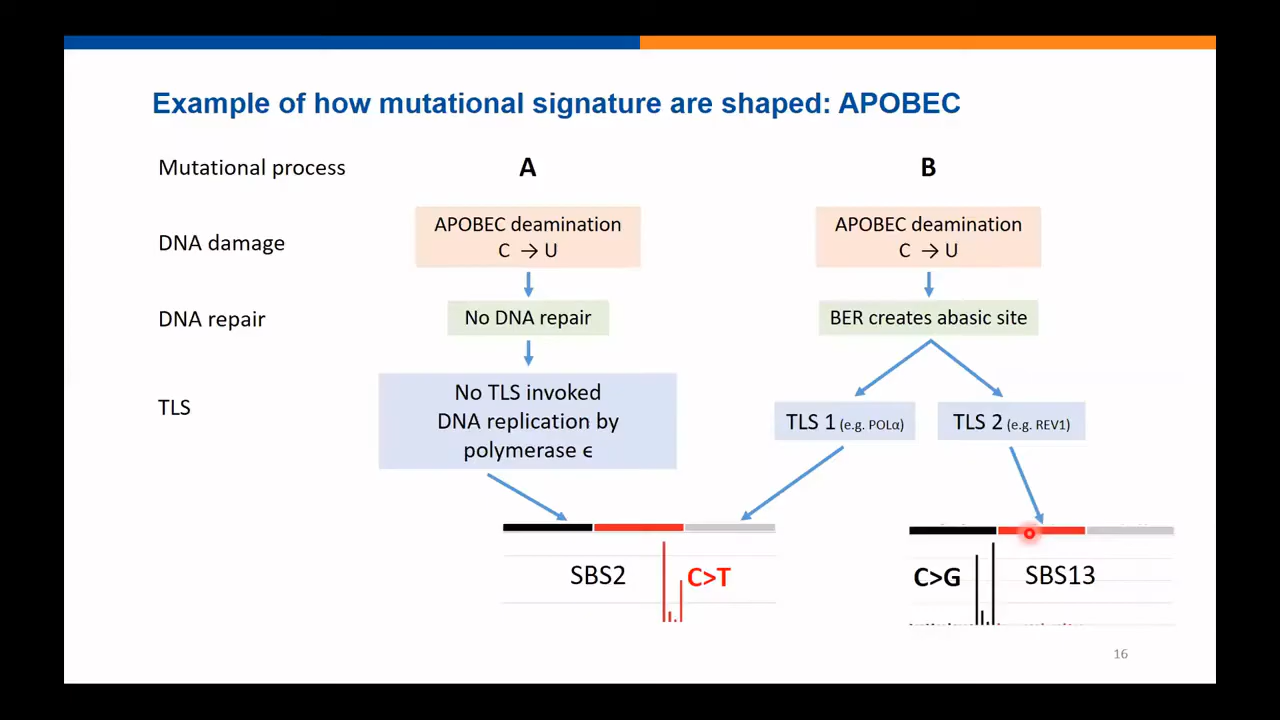 Example of how mutational signature are shaped: APOBEC
Mutational process
A
B
DNA damage
APOBEC deamination
C → U
APOBEC deamination
C → U
DNA repair
No DNA repair
BER creates abasic site
TLS
No TLS invoked
DNA replication by
polymerase ϵ
TLS 1 (e.g. POLα)
TLS 2 (e.g. REV1)
SBS2
C>T
C>G
SBS13
16